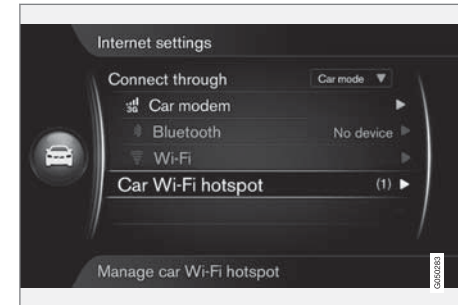 Internet settings
Connect through Car mode
3G Car modem
Bluetooth No device
Wi-Fi
Car Wi-Fi hotspot (1)
Manage car Wi-Fi hotspot
G050283